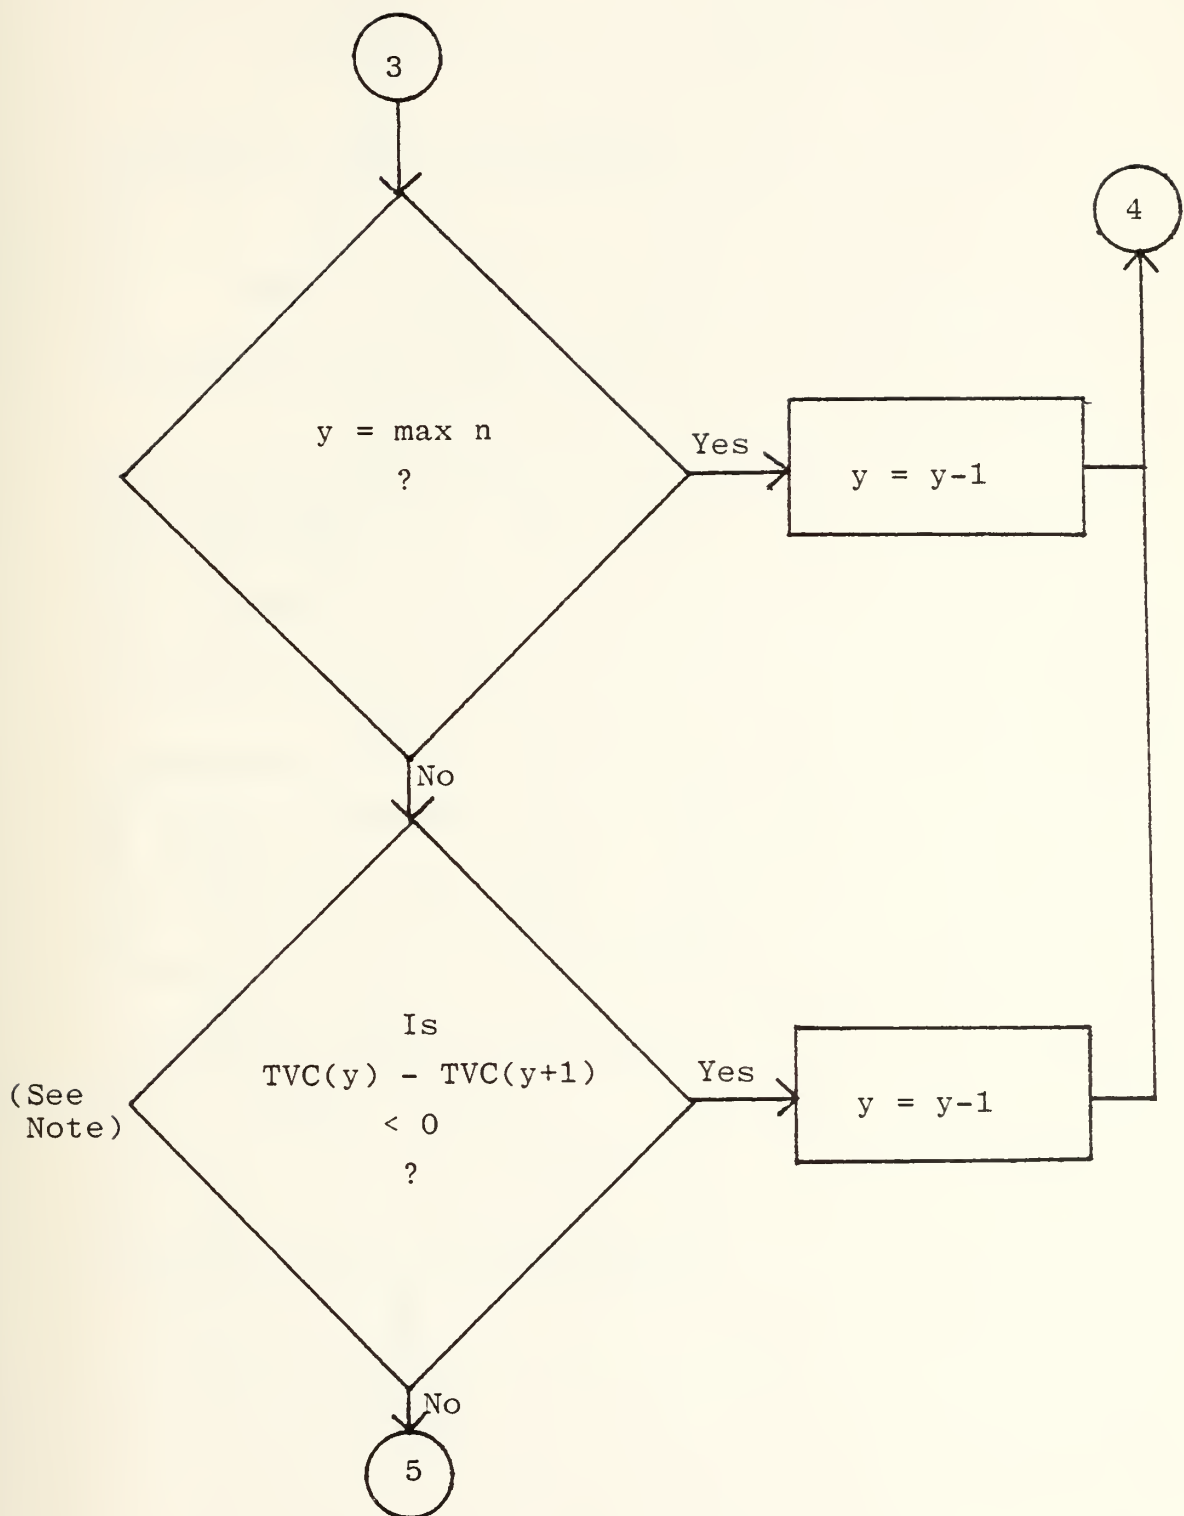 3
4
y = max n
?
Yes
y = y-1
No
Is
TVC(y) - TVC(y+1)
< 0
?
(See
Note)
Yes
y = y-1
No
5